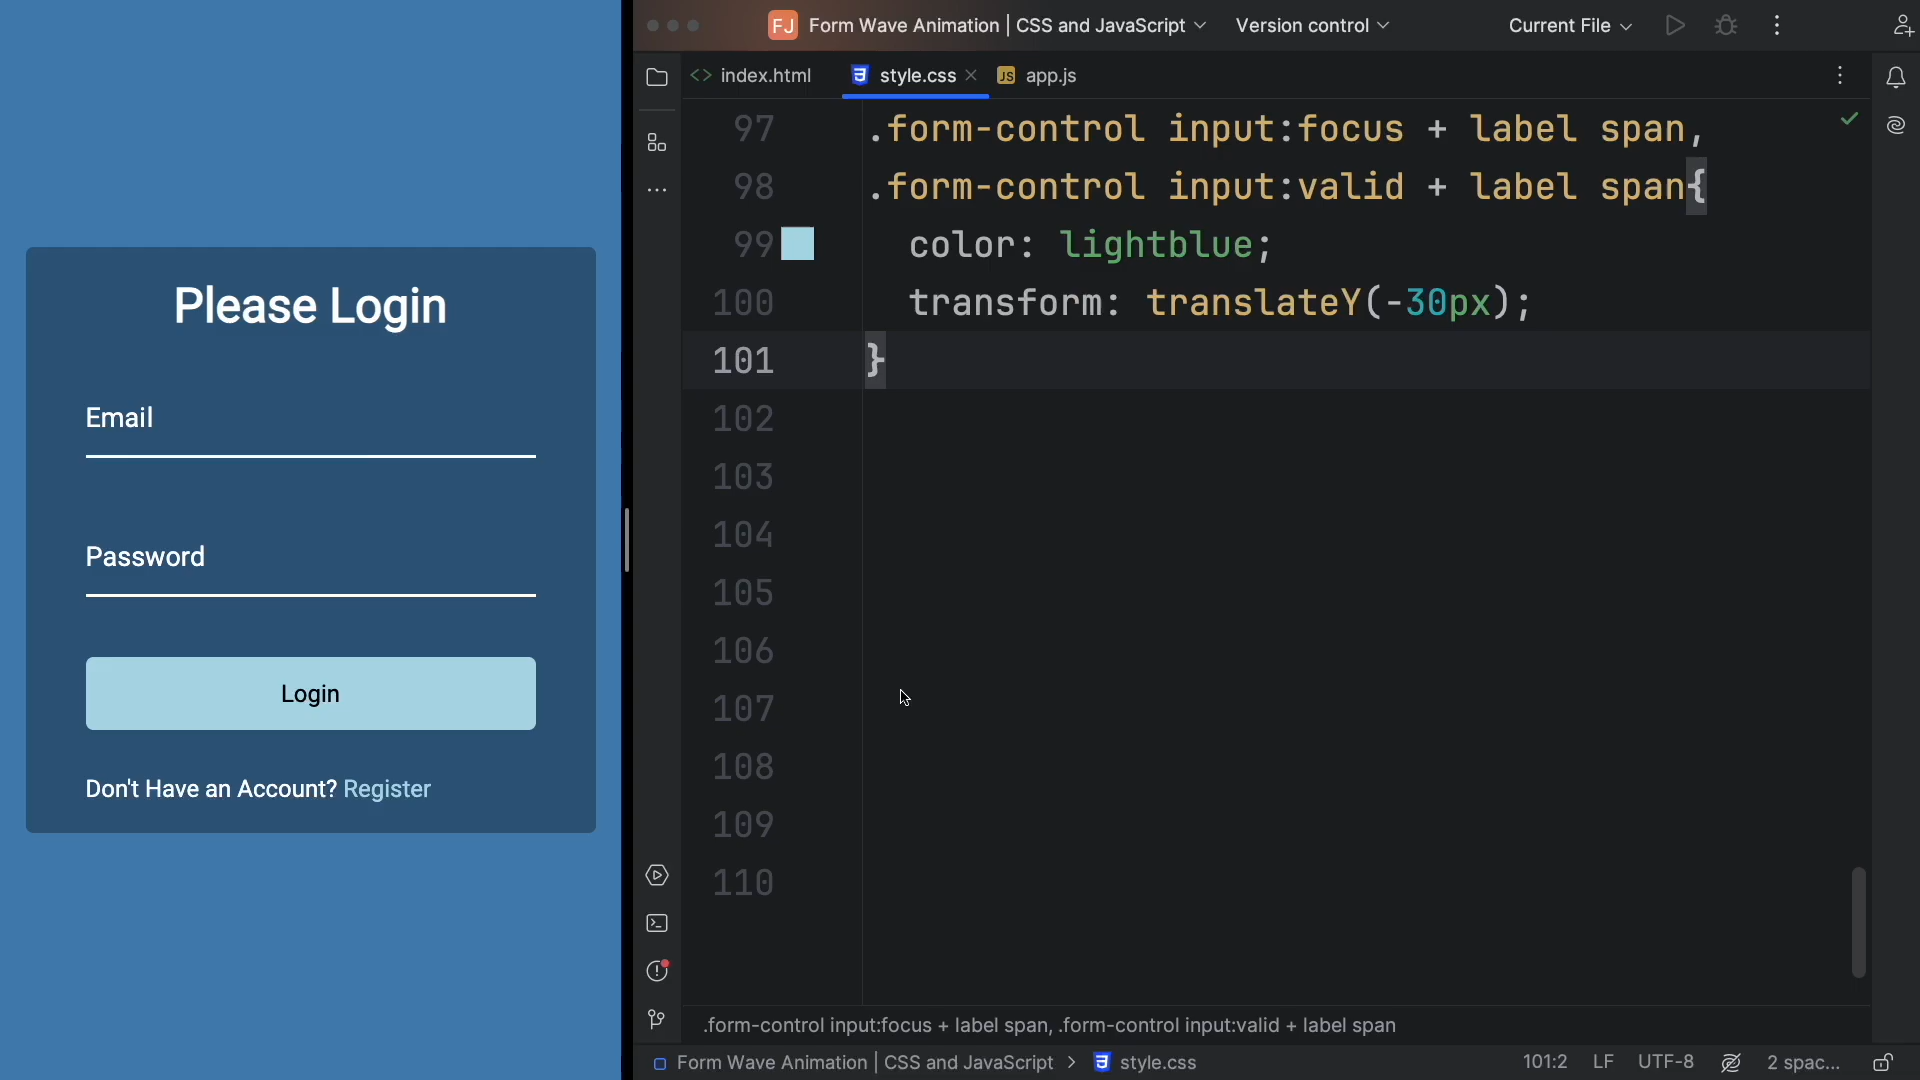 Please Login
Email
Password
Login
Don't Have an Account? Register
FJ Form Wave Animation | CSS and JavaScript Version control Current File
index.html style.css JS app.js
97 .form-control input:focus + label span,
98 .form-control input:valid + label span{
99 color: lightblue;
100 transform: translateY(-30px);
101 }
102
103
104
105
106
107
108
109
110
.form-control input:focus + label span, .form-control input:valid + label span
Form Wave Animation | CSS and JavaScript > style.css 101:2 LF UTF-8 2 spac...